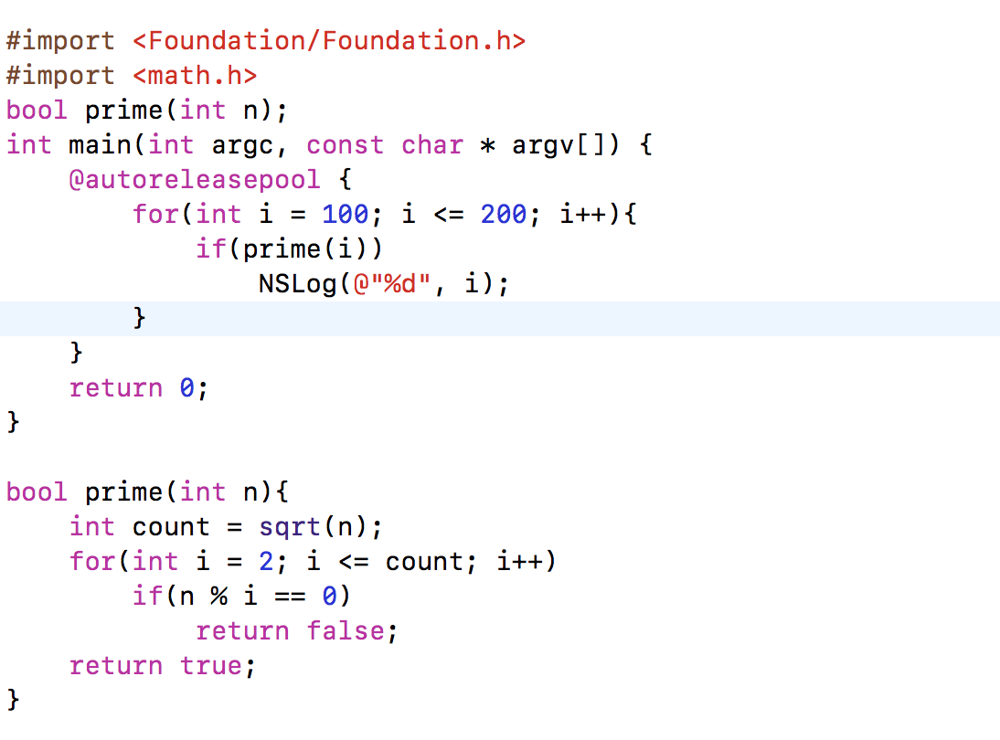 #import <Foundation/Foundation.h>
#import <math.h>
bool prime(int n);
int main(int argc, const char * argv[]) {
    @autoreleasepool {
        for(int i = 100; i <= 200; i++){
            if(prime(i))
                NSLog(@"%d", i);
        }
    }
    return 0;
}

bool prime(int n){
    int count = sqrt(n);
    for(int i = 2; i <= count; i++)
        if(n % i == 0)
            return false;
    return true;
}